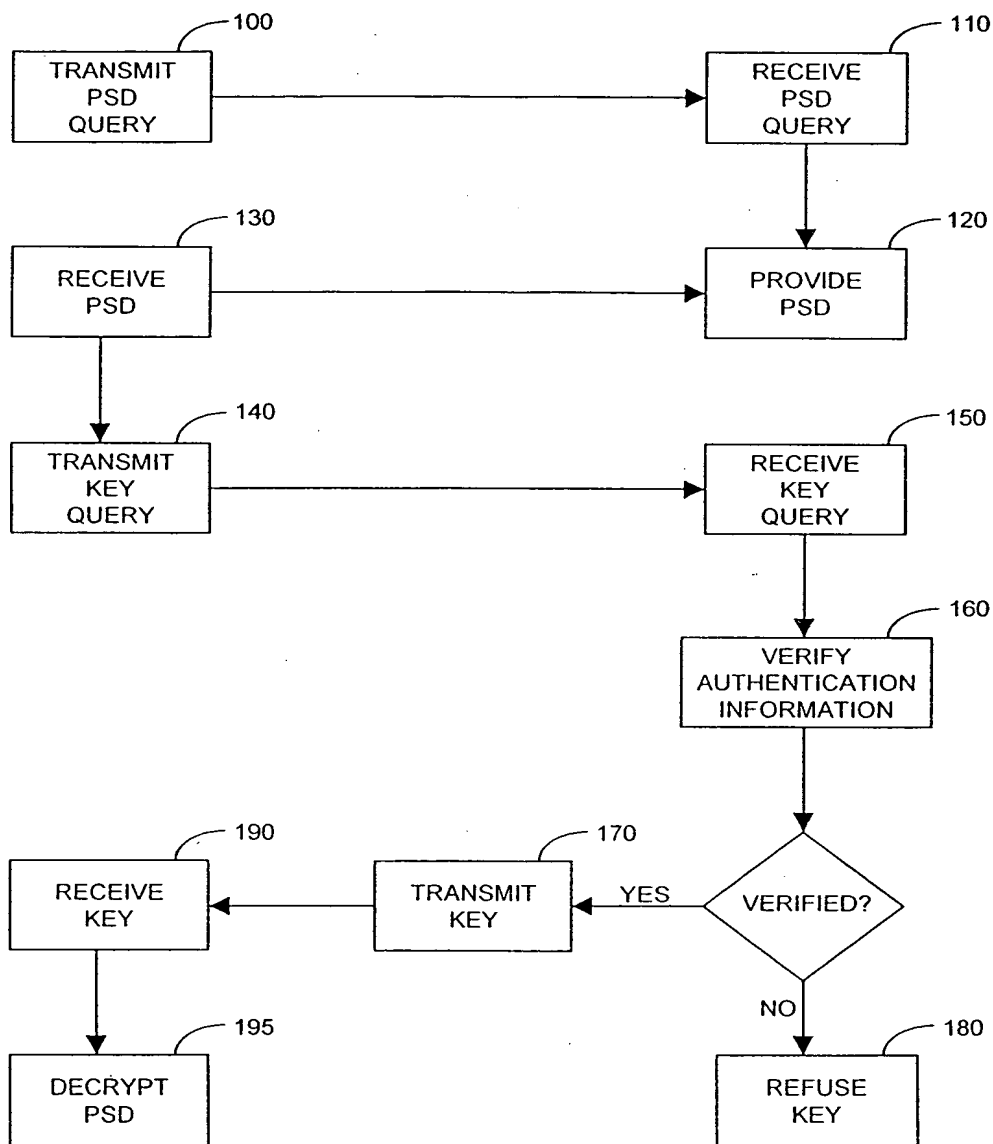 100
TRANSMIT
PSD
QUERY
110
RECEIVE
PSD
QUERY
130
RECEIVE
PSD
120
PROVIDE
PSD
140
TRANSMIT
KEY
QUERY
150
RECEIVE
KEY
QUERY
160
VERIFY
AUTHENTICATION
INFORMATION
190
RECEIVE
KEY
170
TRANSMIT
KEY
YES
VERIFIED?
NO
195
DECRYPT
PSD
180
REFUSE
KEY